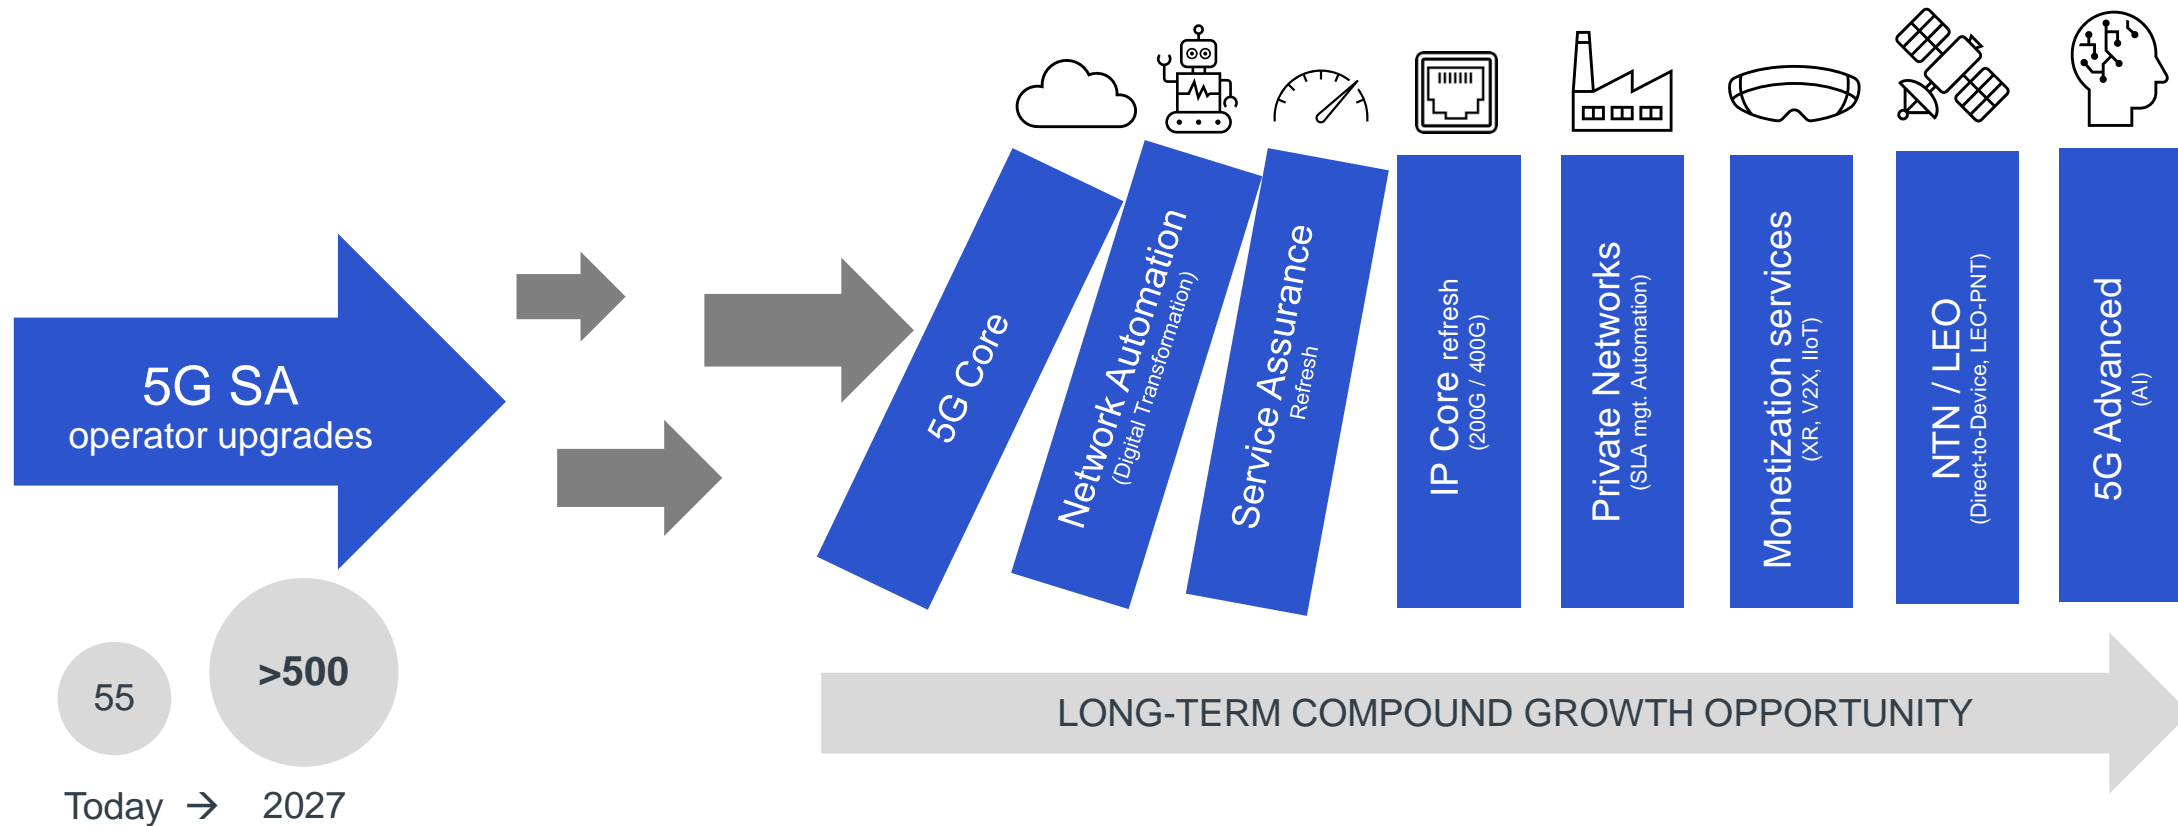 5G SA
operator upgrades
55
>500
Today → 2027
5G Core
Network Automation
(Digital Transformation)
Service Assurance
Refresh
IP Core refresh
(200G / 400G)
Private Networks
(SLA mgt. Automation)
Monetization services
(XR, V2X, IIoT)
NTN / LEO
(Direct-to-Device, LEO-PNT)
5G Advanced
(AI)
LONG-TERM COMPOUND GROWTH OPPORTUNITY